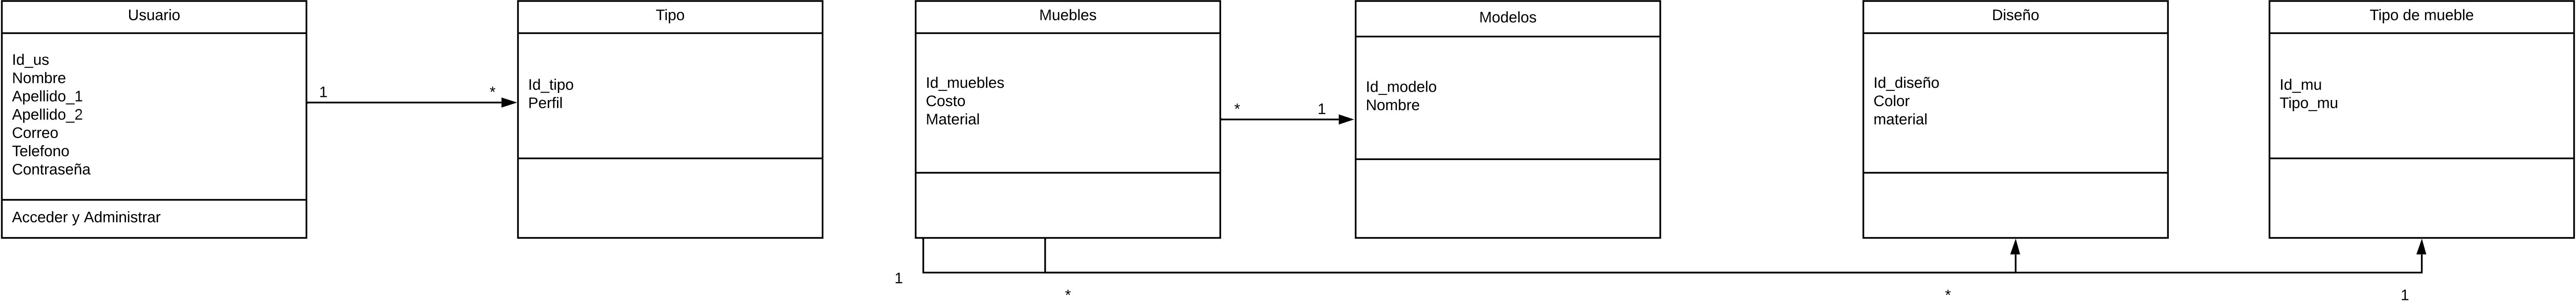 Usuario
Id_us
Nombre
Apellido_1
Apellido_2
Correo
Telefono
Contraseña
Acceder y Administrar
1
*
Tipo
Id_tipo
Perfil
Muebles
Id_muebles
Costo
Material
*
1
Modelos
Id_modelo
Nombre
Diseño
Id_diseño
Color
material
Tipo de mueble
Id_mu
Tipo_mu
1
*
*
1